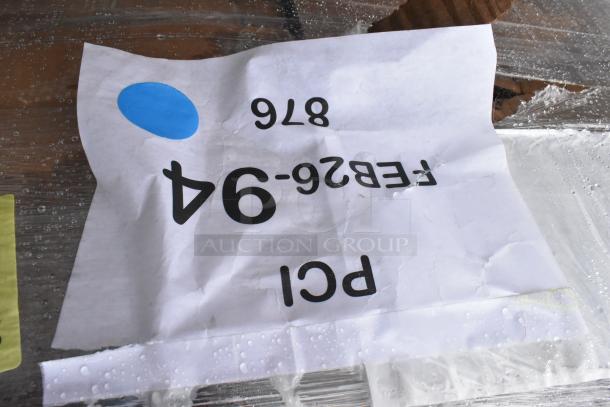 PCI
FEB26-94
876
AUCTION GROUP